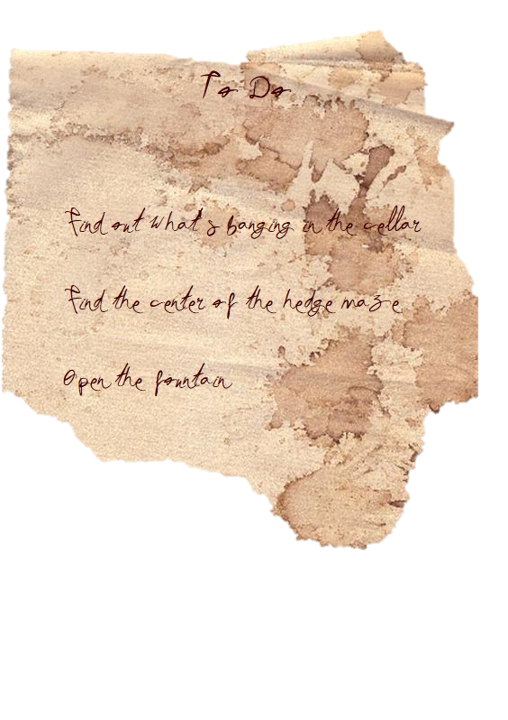 To Do
Find out what's banging in the cellar
Find the center of the hedge maze
Open the fountain